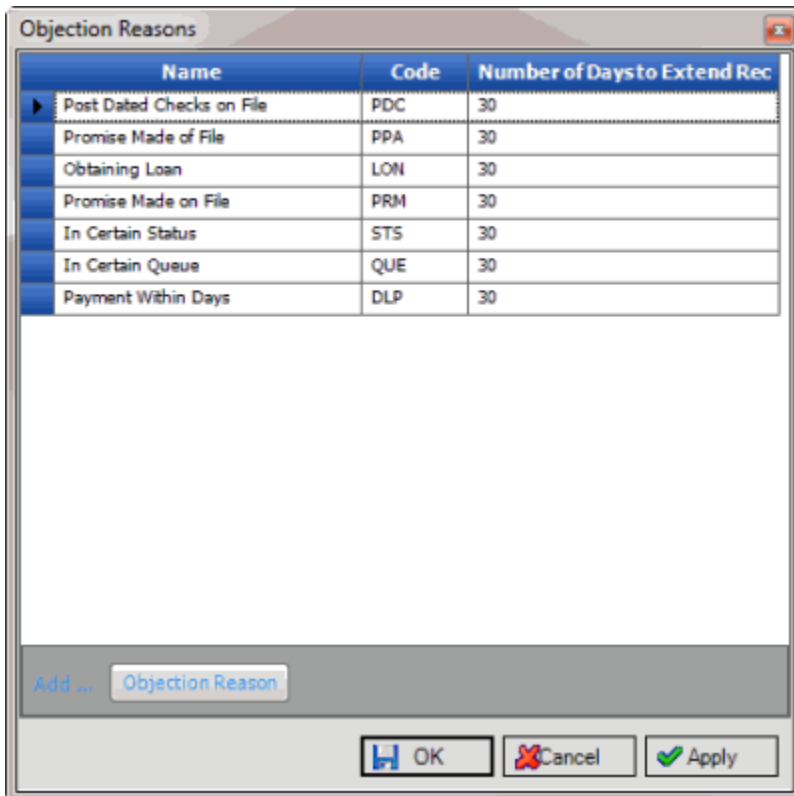 Objection Reasons
Name Code Number of Days to Extend Rec
Post Dated Checks on File PDC 30
Promise Made of File PPA 30
Obtaining Loan LON 30
Promise Made on File PRM 30
In Certain Status STS 30
In Certain Queue QUE 30
Payment Within Days DLP 30
Add ... Objection Reason
OK Cancel Apply